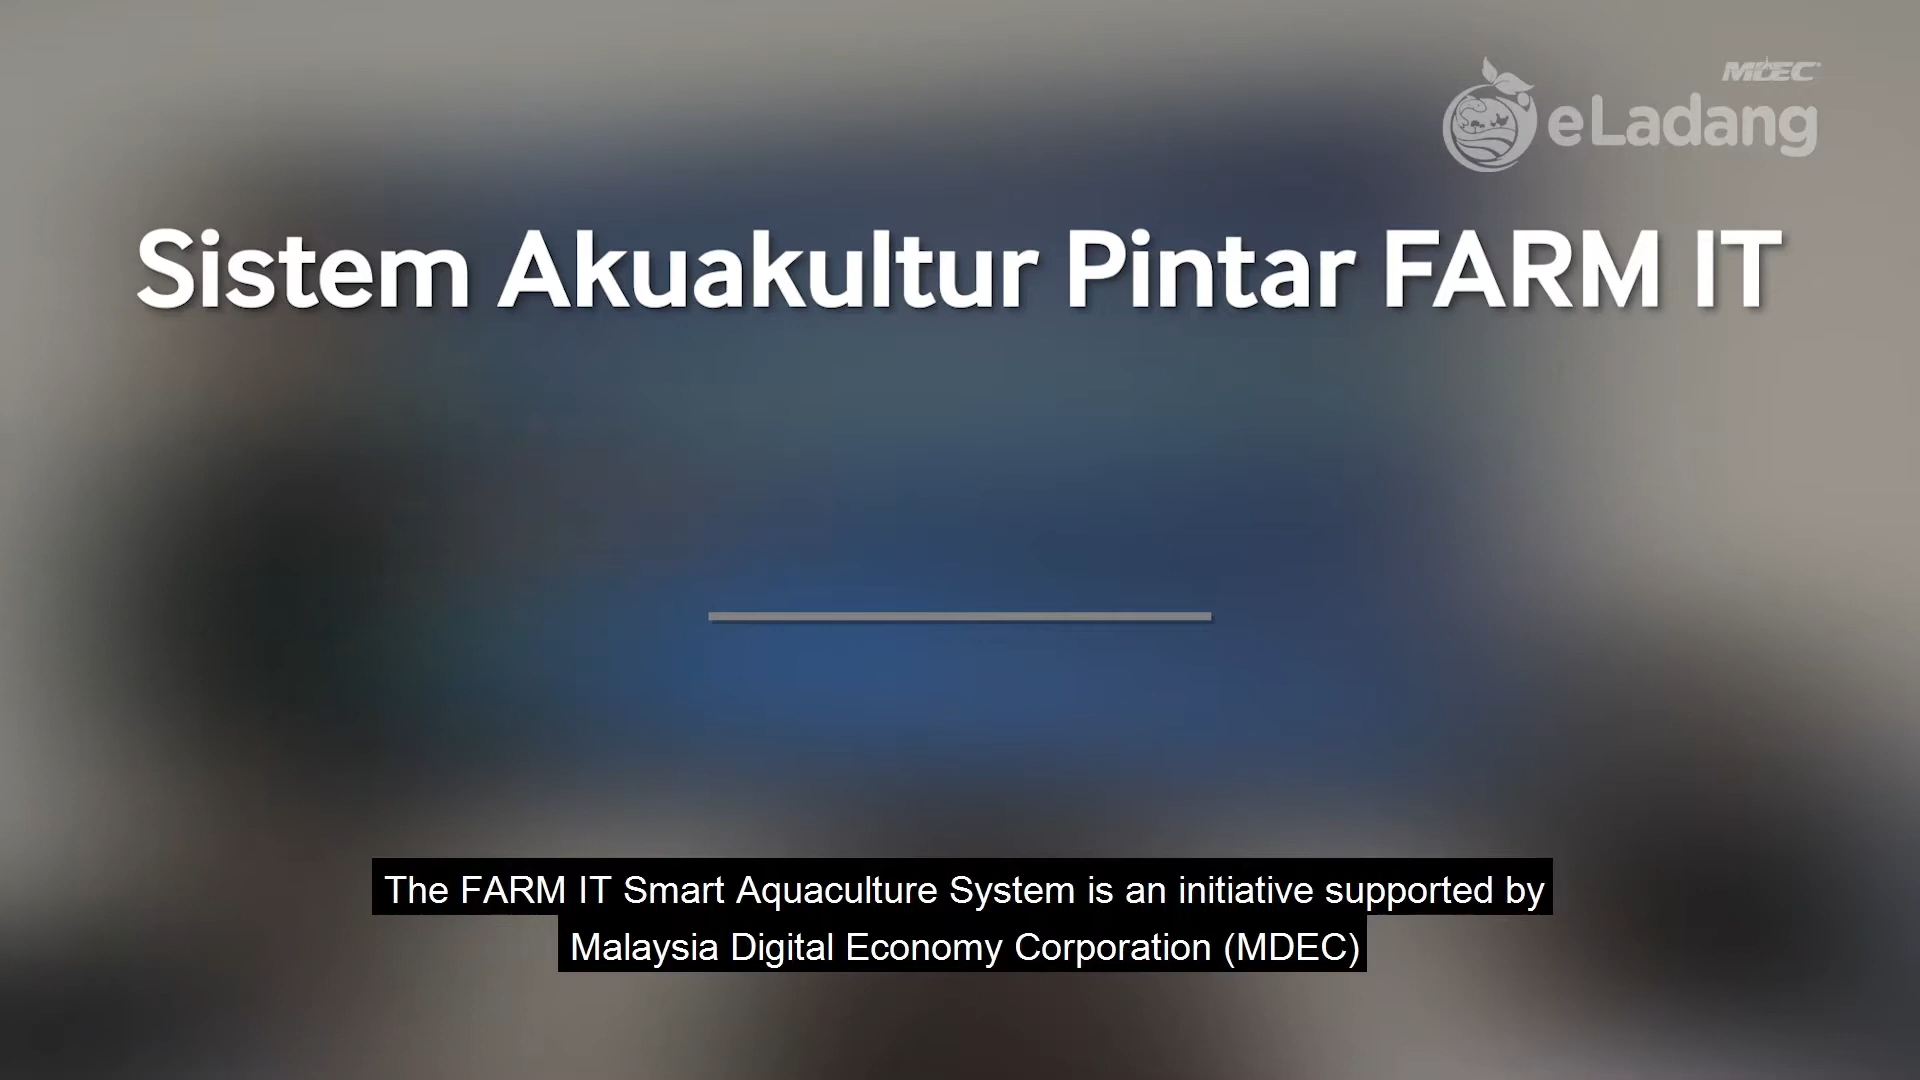 MDEC
eLadang
Sistem Akuakultur Pintar FARM IT
The FARM IT Smart Aquaculture System is an initiative supported by
Malaysia Digital Economy Corporation (MDEC)